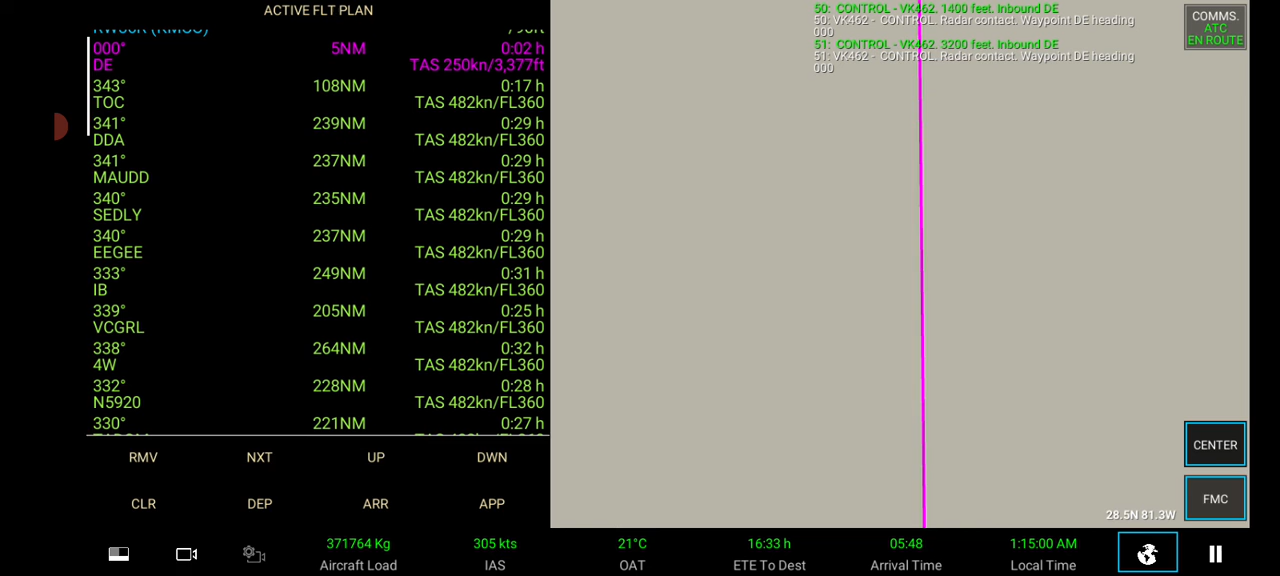 ACTIVE FLT PLAN
000° 5NM 0:02 h
DE TAS 250kn/3,377ft
343° 108NM 0:17 h
TOC TAS 482kn/FL360
341° 239NM 0:29 h
DDA TAS 482kn/FL360
341° 237NM 0:29 h
MAUDD TAS 482kn/FL360
340° 235NM 0:29 h
SEDLY TAS 482kn/FL360
340° 237NM 0:29 h
EEGEE TAS 482kn/FL360
333° 249NM 0:31 h
IB TAS 482kn/FL360
339° 205NM 0:25 h
VCGRL TAS 482kn/FL360
338° 264NM 0:32 h
4W TAS 482kn/FL360
332° 228NM 0:28 h
N5920 TAS 482kn/FL360
330° 221NM 0:27 h
RMV NXT UP DWN
CLR DEP ARR APP
50: CONTROL - VK462. 1400 feet. Inbound DE
50: VK462 - CONTROL. Radar contact. Waypoint DE heading
000
51: CONTROL - VK462. 3200 feet. Inbound DE
51: VK462 - CONTROL. Radar contact. Waypoint DE heading
000
COMMS.
ATC
EN ROUTE
CENTER
FMC
28.5N 81.3W
371764 Kg 305 kts 21°C 16:33 h 05:48 1:15:00 AM
Aircraft Load IAS OAT ETE To Dest Arrival Time Local Time